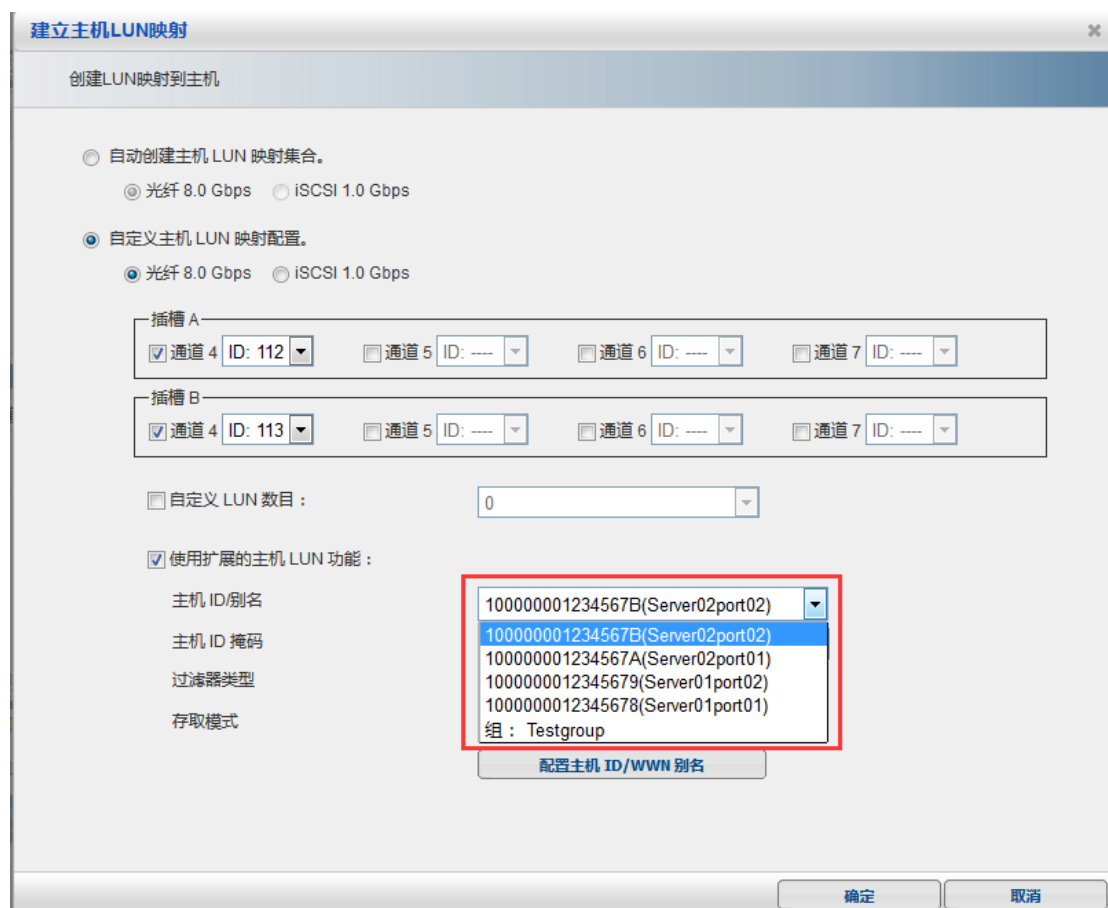 建立主机LUN映射
创建LUN映射到主机
自动创建主机 LUN 映射集合。
光纤 8.0 Gbps iSCSI 1.0 Gbps
自定义主机 LUN 映射配置。
光纤 8.0 Gbps iSCSI 1.0 Gbps
插槽 A
通道 4 ID: 112 通道 5 ID: ---- 通道 6 ID: ---- 通道 7 ID: ----
插槽 B
通道 4 ID: 113 通道 5 ID: ---- 通道 6 ID: ---- 通道 7 ID: ----
自定义 LUN 数目： 0
使用扩展的主机 LUN 功能：
主机 ID/别名 100000001234567B(Server02port02)
100000001234567B(Server02port02)
主机 ID 掩码
100000001234567A(Server02port01)
过滤器类型 1000000012345679(Server01port02)
1000000012345678(Server01port01)
存取模式
组： Testgroup
配置主机 ID/WWN 别名
确定 取消